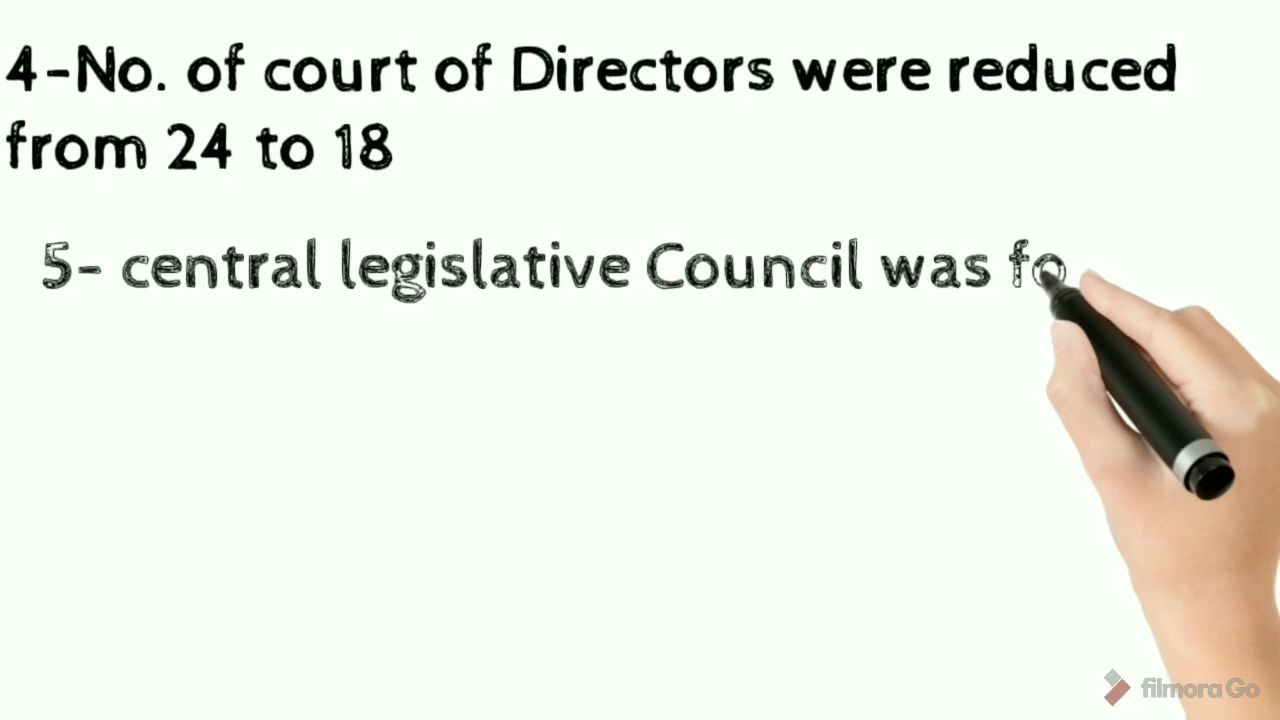 4-No. of court of Directors were reduced
from 24 to 18
5- central legislative Council was fo
filmora Go